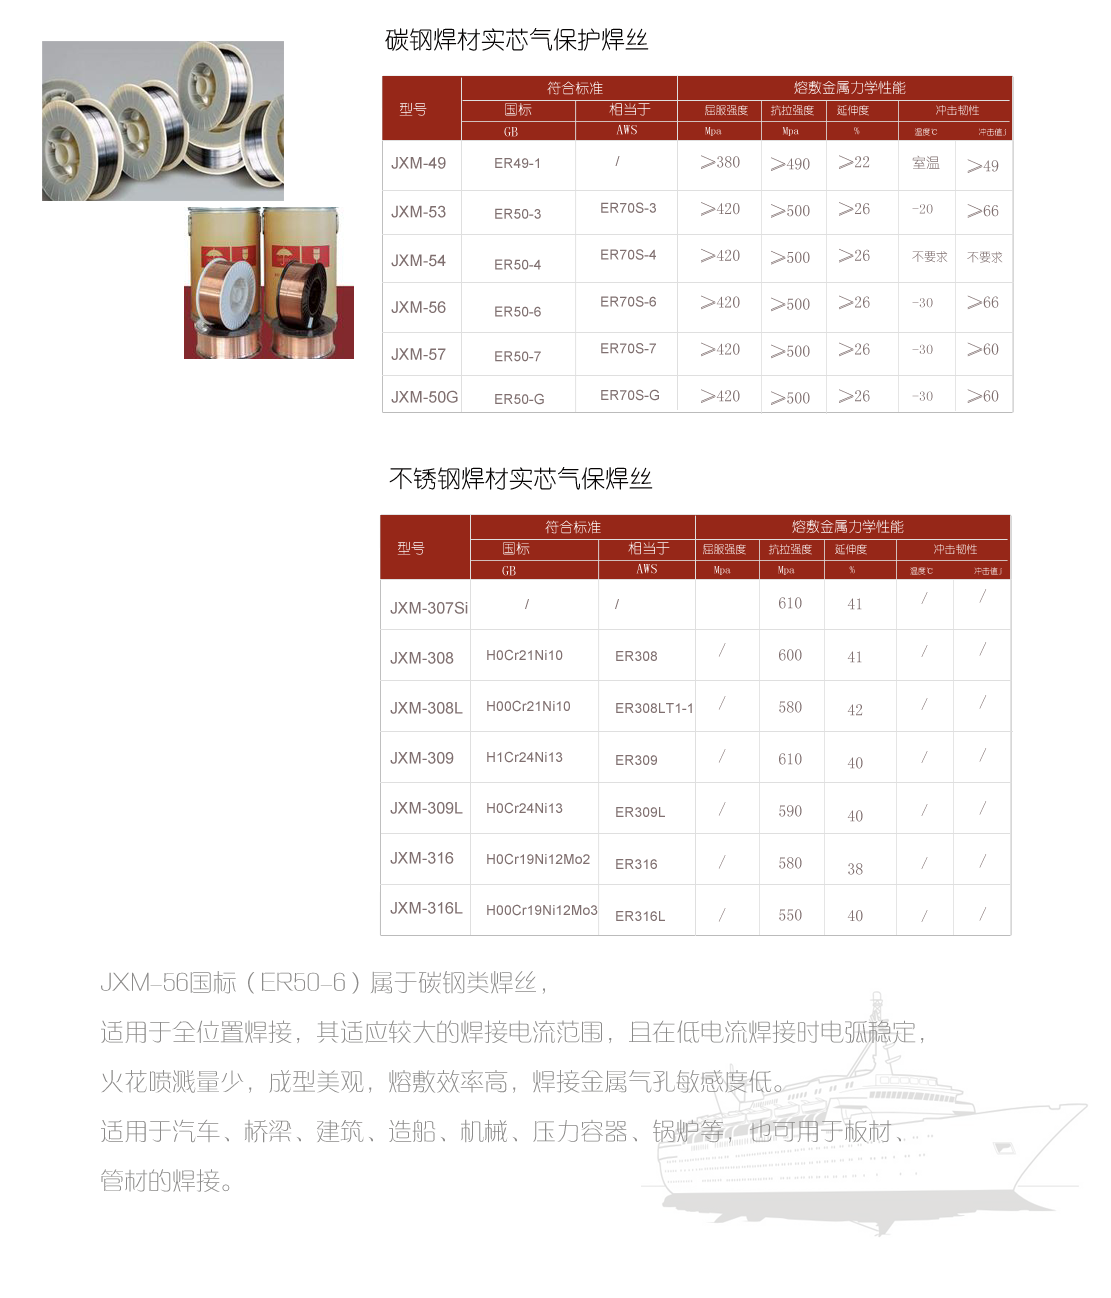 碳钢焊材实芯气保护焊丝
型号 符合标准 熔敷金属力学性能
国标 相当于 屈服强度 抗拉强度 延伸度 冲击韧性
GB AWS Mpa Mpa % 温度℃ 冲击值J
JXM-49 ER49-1 / ≥380 ≥490 ≥22 室温 ≥49
JXM-53 ER50-3 ER70S-3 ≥420 ≥500 ≥26 -20 ≥66
JXM-54 ER50-4 ER70S-4 ≥420 ≥500 ≥26 不要求 不要求
JXM-56 ER50-6 ER70S-6 ≥420 ≥500 ≥26 -30 ≥66
JXM-57 ER50-7 ER70S-7 ≥420 ≥500 ≥26 -30 ≥60
JXM-50G ER50-G ER70S-G ≥420 ≥500 ≥26 -30 ≥60
不锈钢焊材实芯气保焊丝
型号 符合标准 熔敷金属力学性能
国标 相当于 屈服强度 抗拉强度 延伸度 冲击韧性
GB AWS Mpa Mpa % 温度℃ 冲击值J
JXM-307Si / / 610 41 / /
JXM-308 H0Cr21Ni10 ER308 / 600 41 / /
JXM-308L H00Cr21Ni10 ER308LT1-1 / 580 42 / /
JXM-309 H1Cr24Ni13 ER309 / 610 40 / /
JXM-309L H0Cr24Ni13 ER309L / 590 40 / /
JXM-316 H0Cr19Ni12Mo2 ER316 / 580 38 / /
JXM-316L H00Cr19Ni12Mo3 ER316L / 550 40 / /
JXM-56国标（ER50-6）属于碳钢类焊丝，
适用于全位置焊接，其适应较大的焊接电流范围，且在低电流焊接时电弧稳定，
火花喷溅量少，成型美观，熔敷效率高，焊接金属气孔敏感度低。
适用于汽车、桥梁、建筑、造船、机械、压力容器、锅炉等，也可用于板材、
管材的焊接。